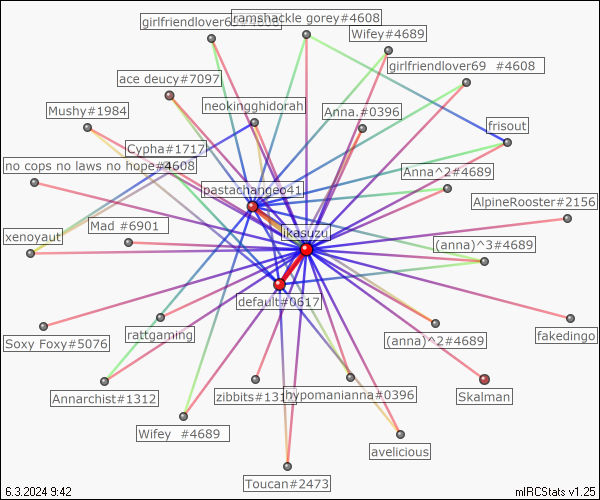 girlfriendlover69#4608
ramshackle gorey#4608
Wifey#4689
girlfriendlover69 #4608
ace deucy#7097
neokingghidorah
Anna.#0396
Mushy#1984
frisout
Cypha#1717
no cops no laws no hope#4608
Anna^2#4689
pastachangeo41
AlpineRooster#2156
Mad #6901
likasuzu
xenoyaut
(anna)^3#4689
default#0617
Soxy Foxy#5076
rattgaming
(anna)^2#4689
fakedingo
Annarchist#1312
hypomanianna#0396
Skalman
Wifey #4689
avelicious
Toucan#2473
6.3.2024 9:42
mIRCStats v1.25